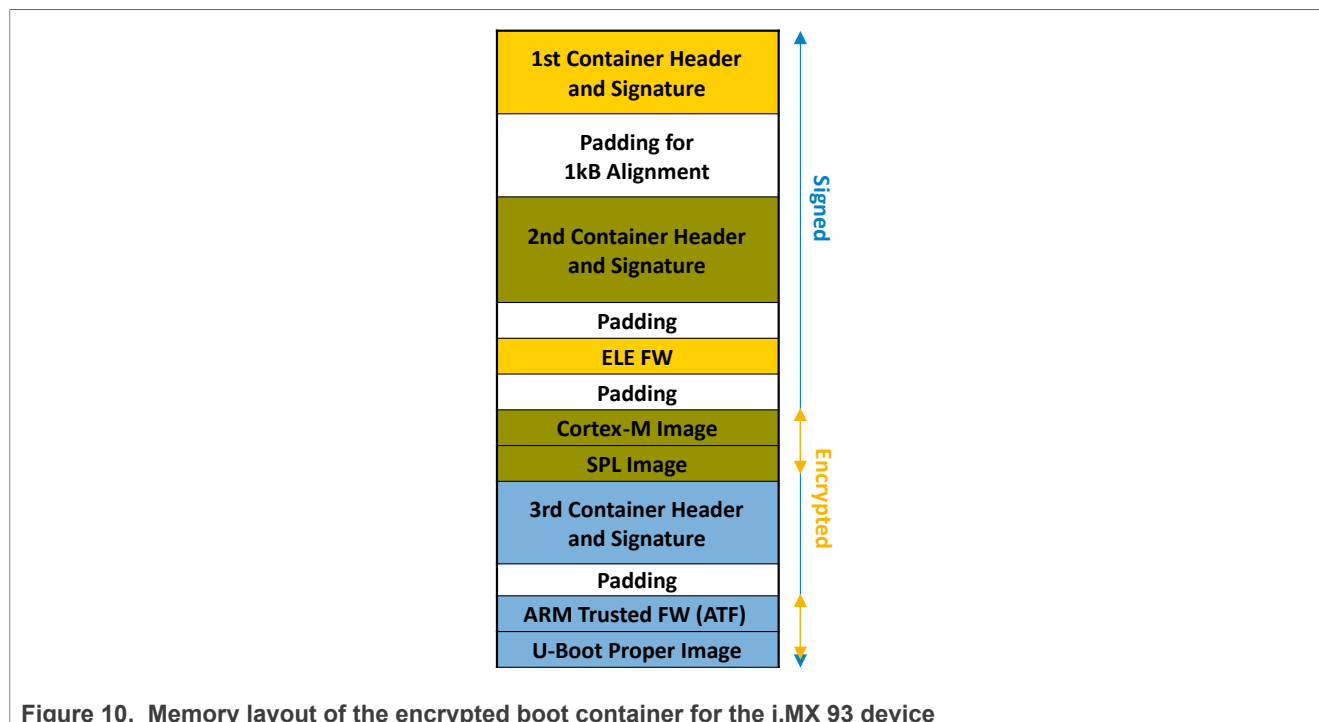 1st Container Header
and Signature
Padding for
1kB Alignment
Signed
2nd Container Header
and Signature
Padding
ELE FW
Padding
Cortex-M Image
SPL Image
Encrypted
3rd Container Header
and Signature
Padding
ARM Trusted FW (ATF)
U-Boot Proper Image
Figure 10. Memory layout of the encrypted boot container for the i.MX 93 device